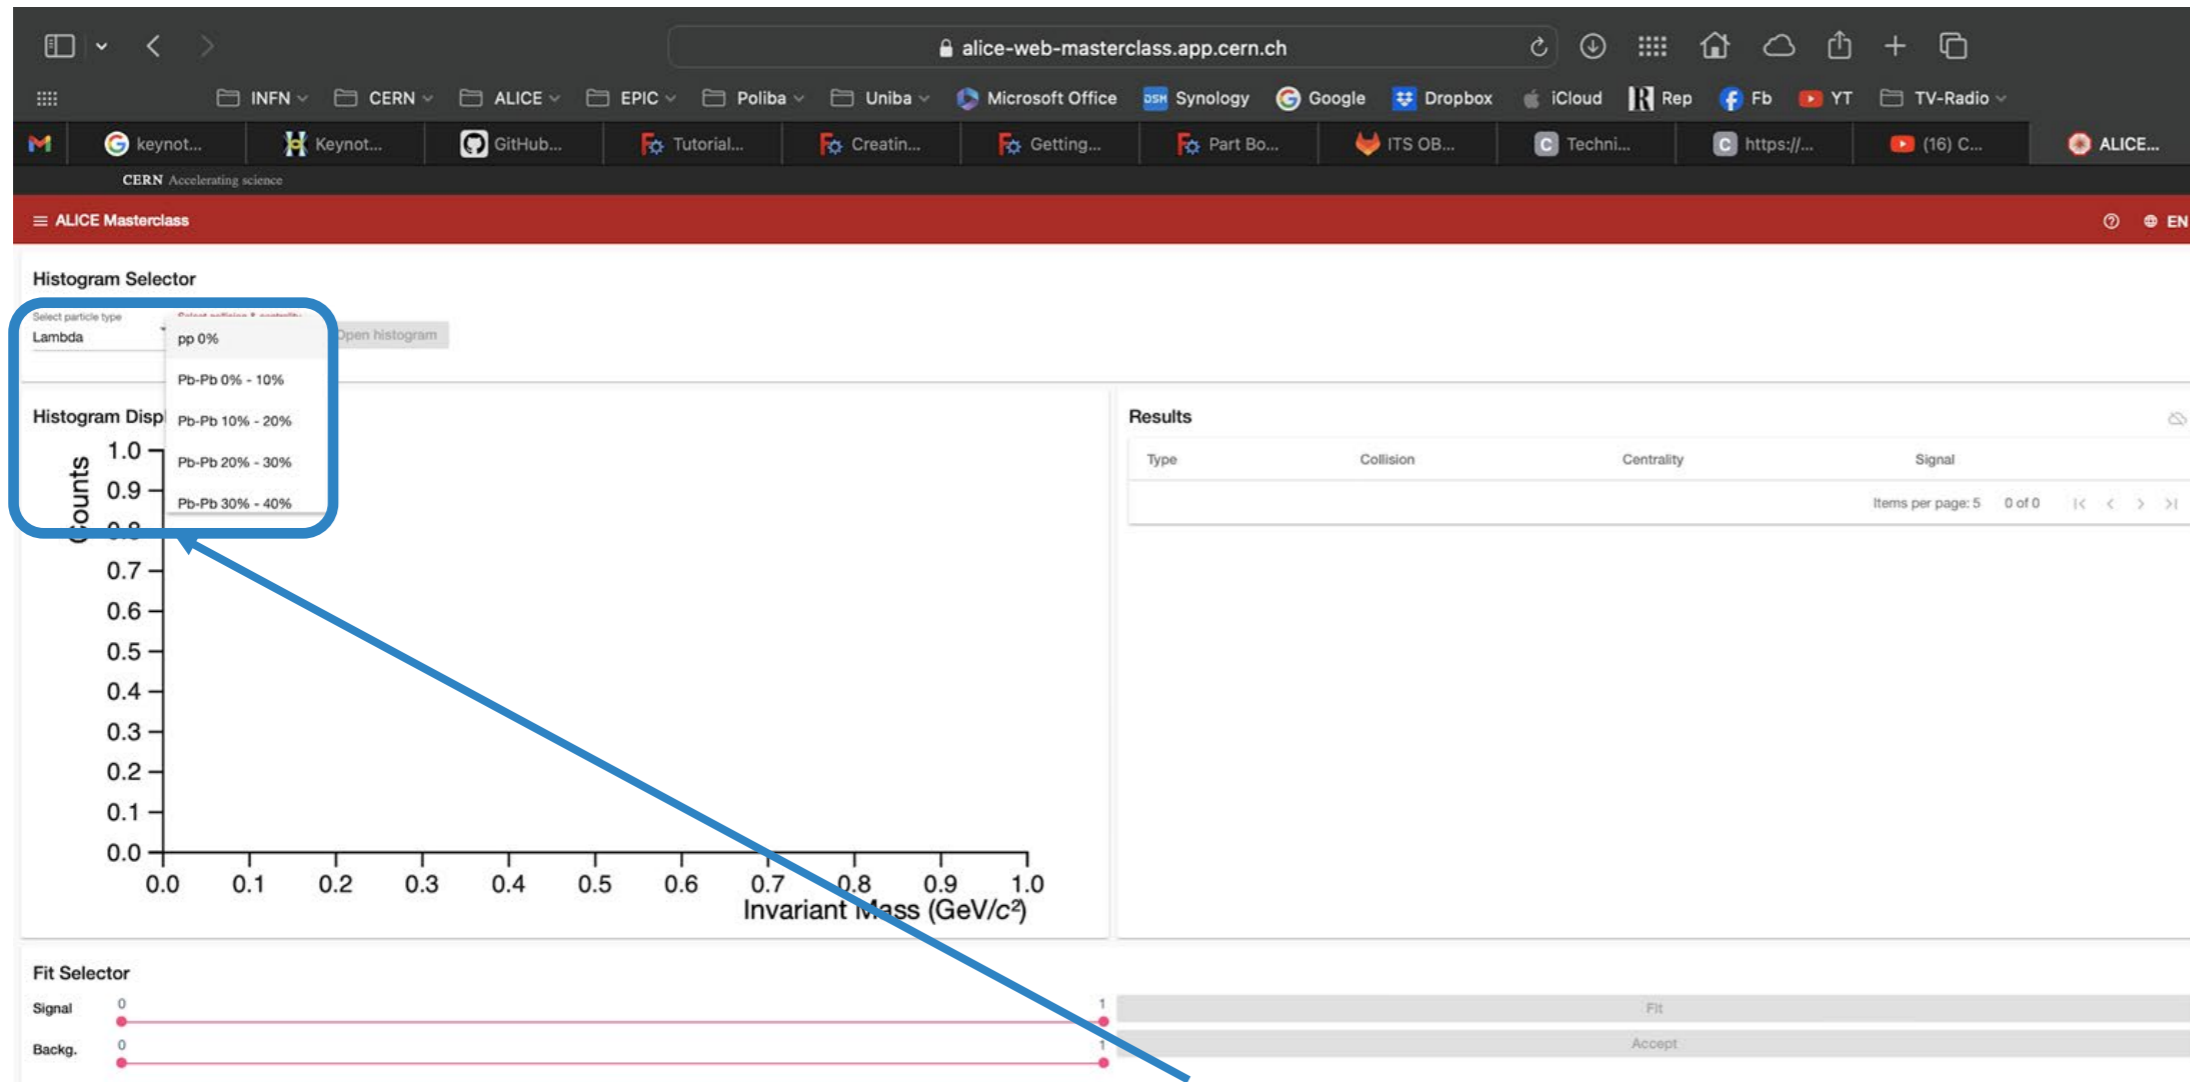 alice-web-masterclass.app.cern.ch
INFN CERN ALICE EPIC Poliba Uniba Microsoft Office DSM Synology Google Dropbox iCloud Rep Fb YT TV-Radio
keynot... Keynot... GitHub... Tutorial... Creatin... Getting... Part Bo... ITS OB... C Techni... C https://... (16) C... ALICE...
CERN Accelerating science
ALICE Masterclass EN
Histogram Selector
Select particle type Select collision & centrality
Lambda Open histogram
pp 0%
Pb-Pb 0% - 10%
Pb-Pb 10% - 20%
Pb-Pb 20% - 30%
Pb-Pb 30% - 40%
Histogram Disp
Counts
1.0
0.9
0.8
0.7
0.6
0.5
0.4
0.3
0.2
0.1
0.0
0.0 0.1 0.2 0.3 0.4 0.5 0.6 0.7 0.8 0.9 1.0
Invariant Mass (GeV/c²)
Results
Type Collision Centrality Signal
Items per page: 5 0 of 0
Fit Selector
Signal 0 1 Fit
Backg. 0 1 Accept